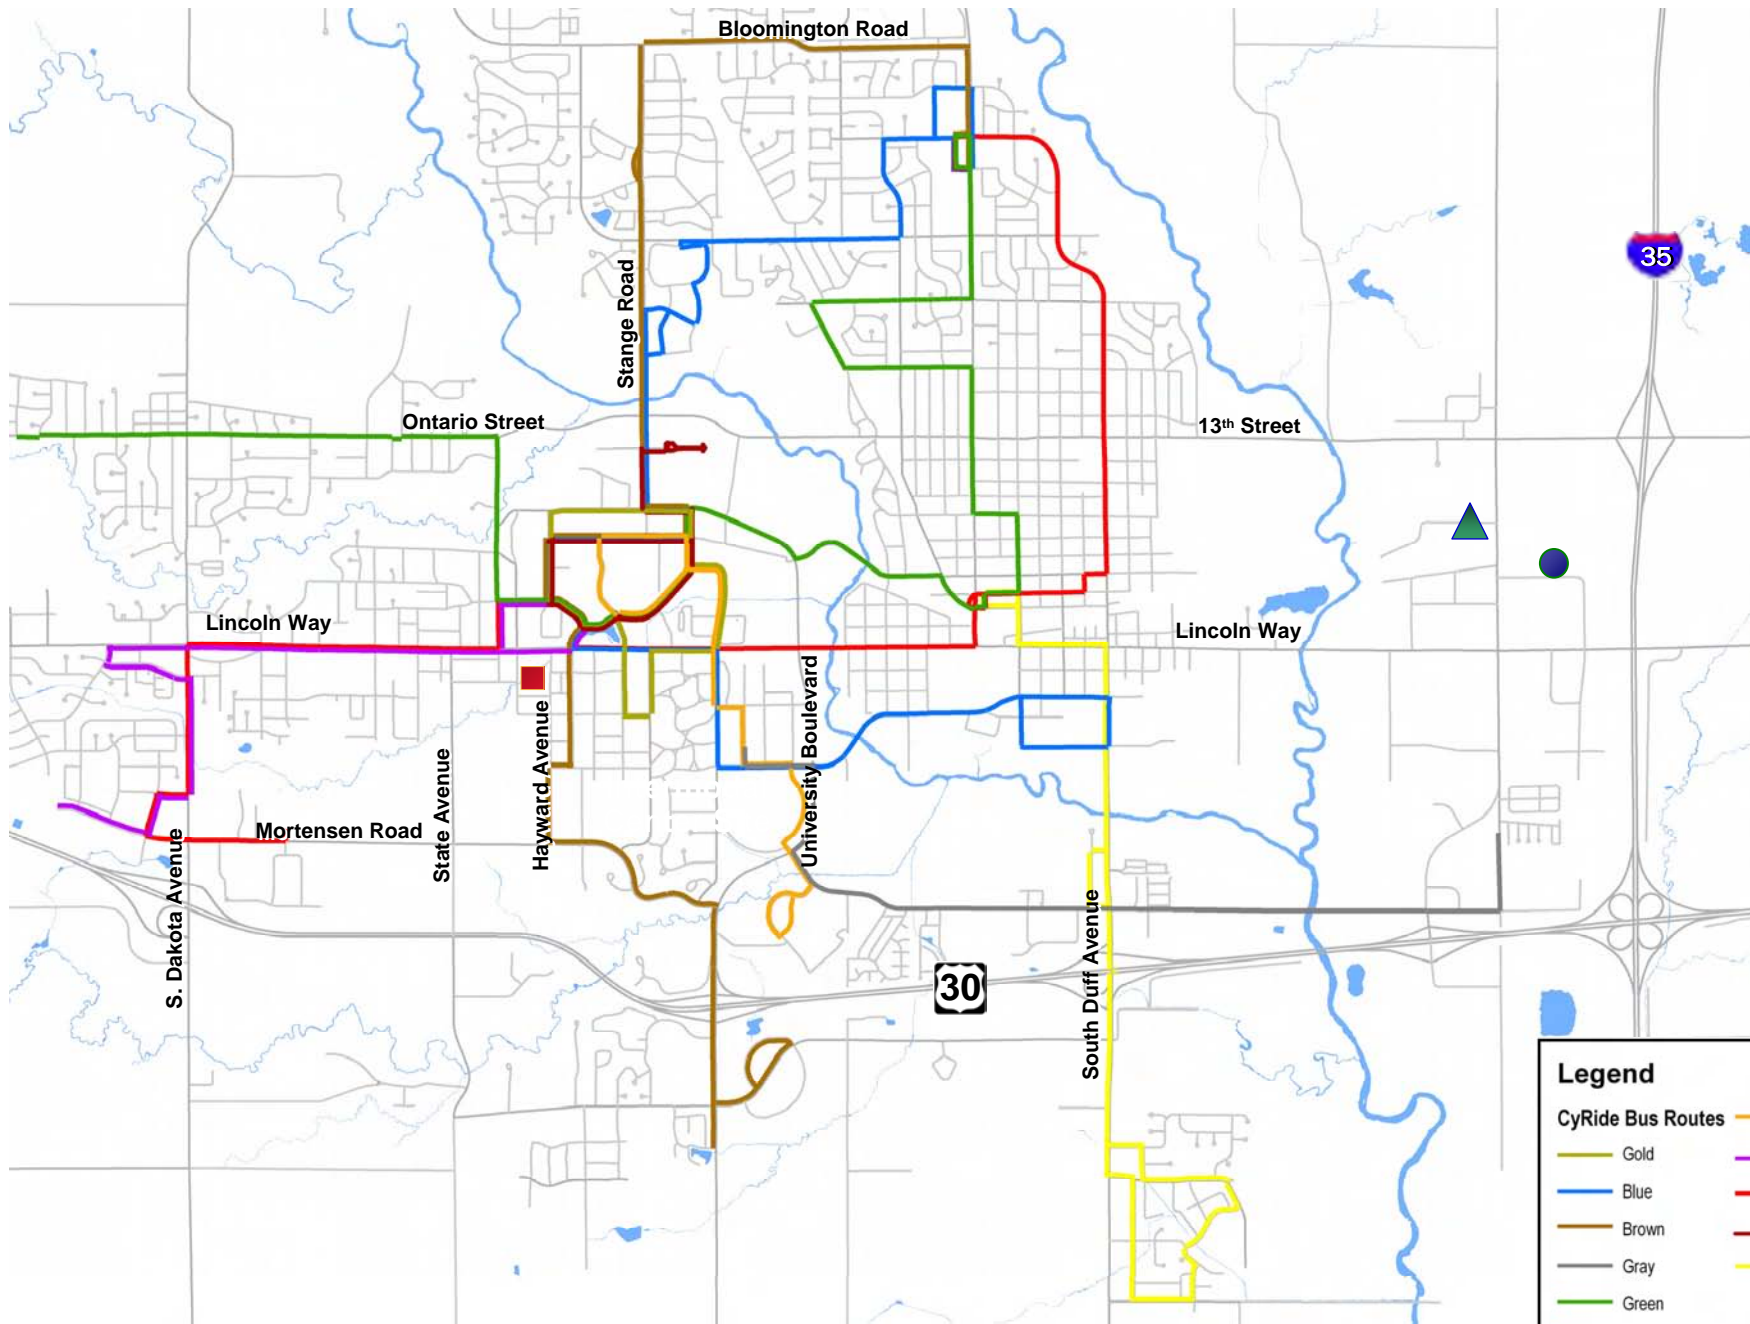 Bloomington Road
35
Stange Road
Ontario Street
13th Street
Lincoln Way
Lincoln Way
University Boulevard
Hayward Avenue
State Avenue
Mortensen Road
S. Dakota Avenue
South Duff Avenue
30
Legend
CyRide Bus Routes
Gold
Blue
Brown
Gray
Green